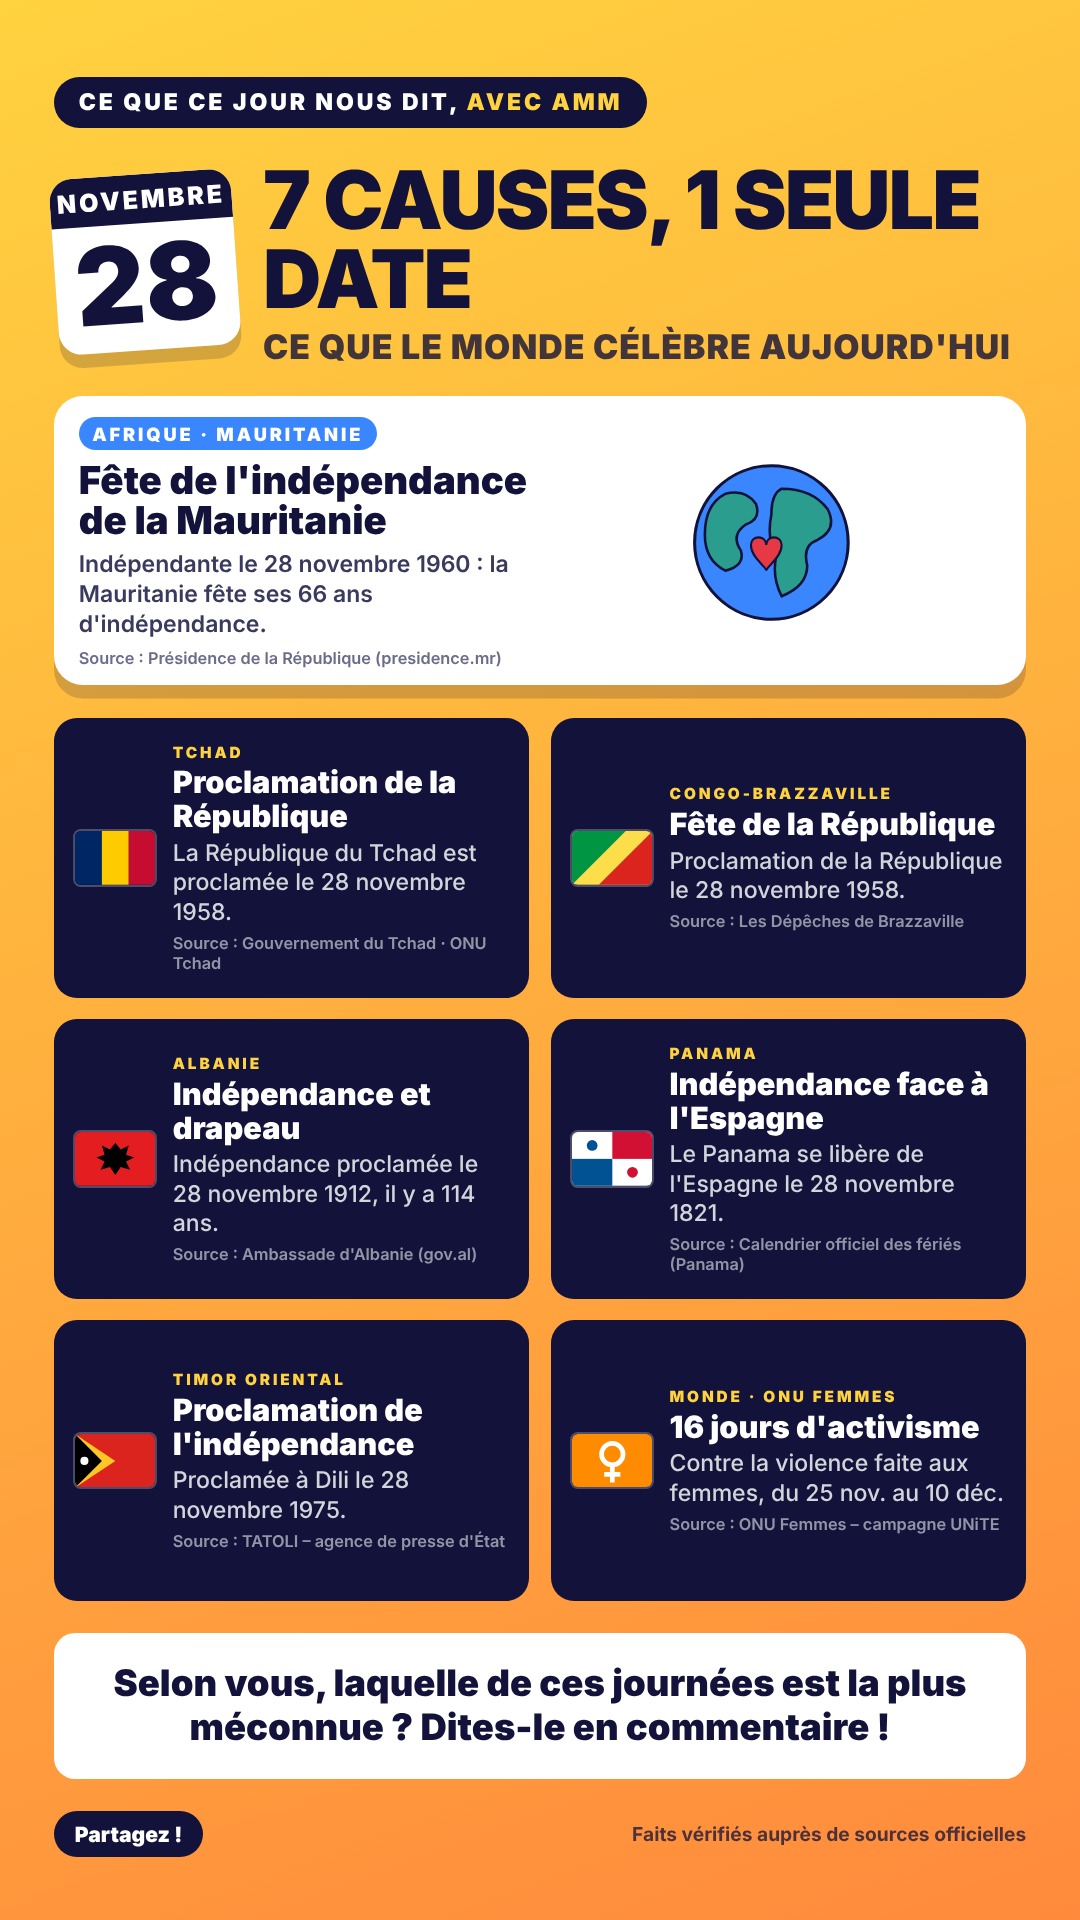 CE QUE CE JOUR NOUS DIT, AVEC AMM
NOVEMBRE
28
7 CAUSES, 1 SEULE
DATE
CE QUE LE MONDE CÉLÈBRE AUJOURD'HUI
AFRIQUE · MAURITANIE
Fête de l'indépendance
de la Mauritanie
Indépendante le 28 novembre 1960 : la
Mauritanie fête ses 66 ans
d'indépendance.
Source : Présidence de la République (presidence.mr)
TCHAD
Proclamation de la
République
La République du Tchad est
proclamée le 28 novembre
1958.
Source : Gouvernement du Tchad · ONU
Tchad
CONGO-BRAZZAVILLE
Fête de la République
Proclamation de la République
le 28 novembre 1958.
Source : Les Dépêches de Brazzaville
ALBANIE
Indépendance et
drapeau
Indépendance proclamée le
28 novembre 1912, il y a 114
ans.
Source : Ambassade d'Albanie (gov.al)
PANAMA
Indépendance face à
l'Espagne
Le Panama se libère de
l'Espagne le 28 novembre
1821.
Source : Calendrier officiel des fériés
(Panama)
TIMOR ORIENTAL
Proclamation de
l'indépendance
Proclamée à Dili le 28
novembre 1975.
Source : TATOLI – agence de presse d'État
MONDE · ONU FEMMES
16 jours d'activisme
Contre la violence faite aux
femmes, du 25 nov. au 10 déc.
Source : ONU Femmes – campagne UNiTE
Selon vous, laquelle de ces journées est la plus
méconnue ? Dites-le en commentaire !
Partagez !
Faits vérifiés auprès de sources officielles